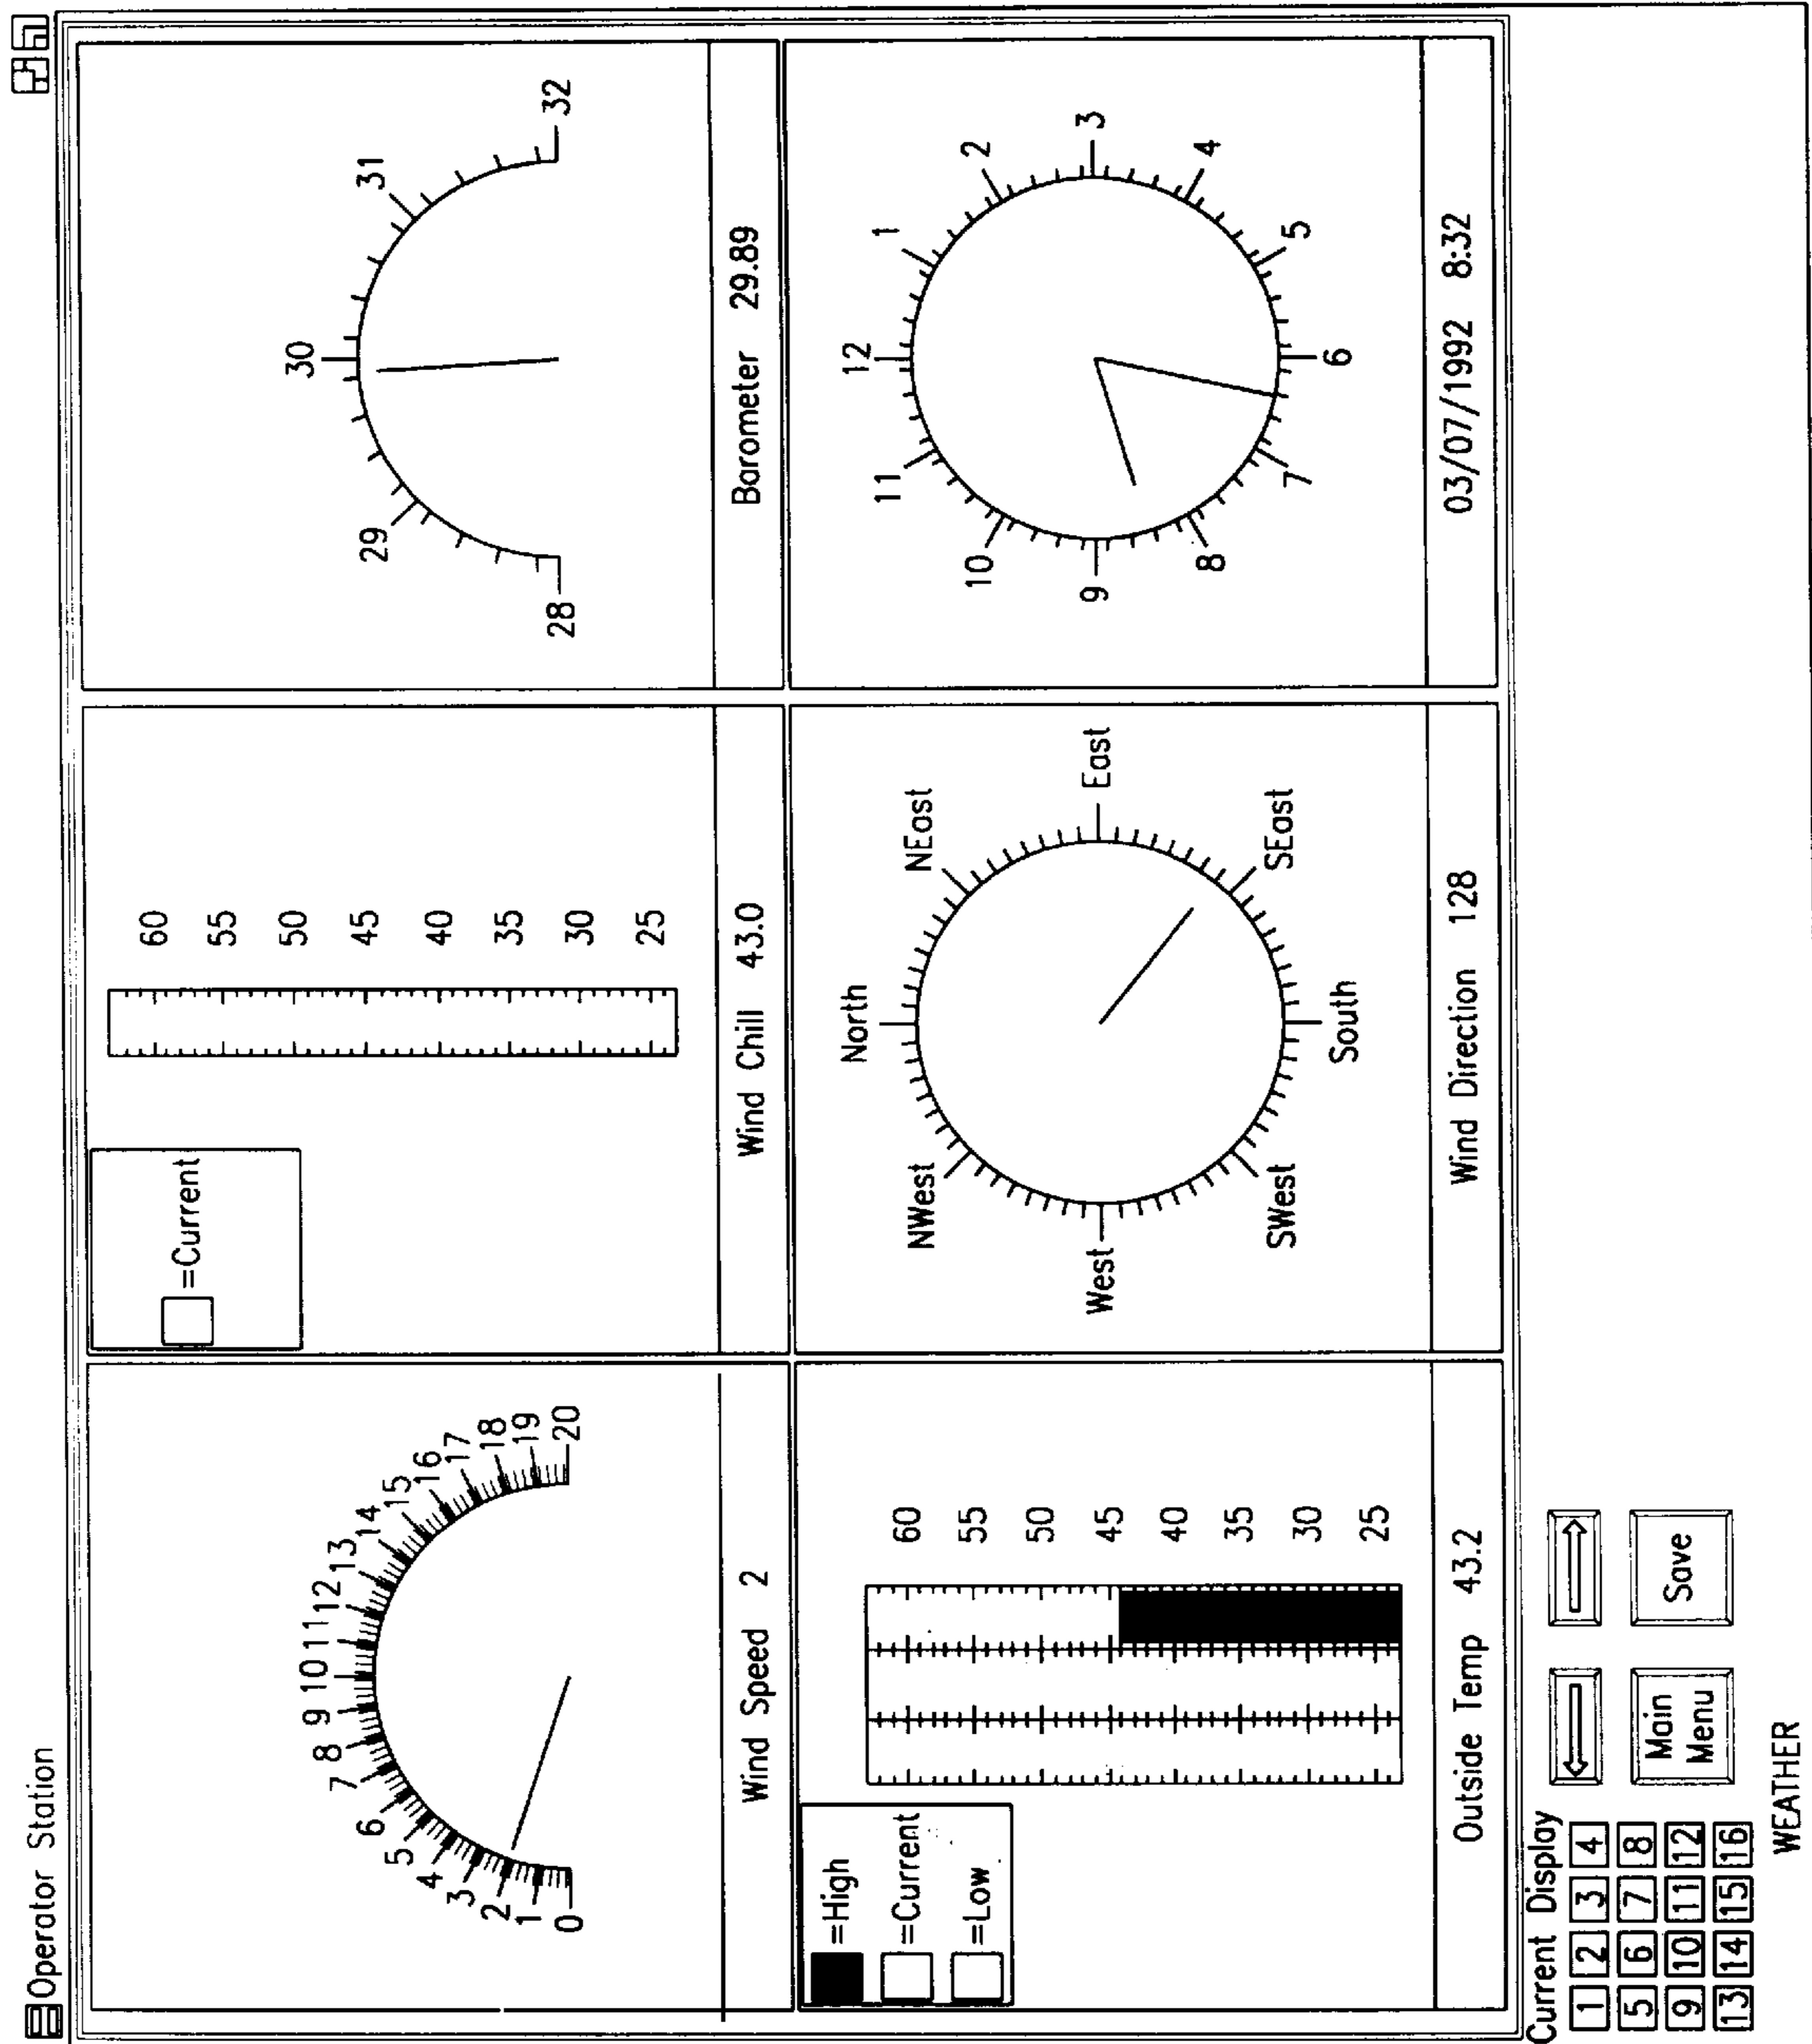 Operator Station
0 1 2 3 4 5 6 7 8 9 10 11 12 13 14 15 16 17 18 19 20
Wind Speed 2
=Current
60
55
50
45
40
35
30
25
Wind Chill 43.0
28 29 30 31 32
Barometer 29.89
=High
=Current
=Low
60
55
50
45
40
35
30
25
Outside Temp 43.2
North
NWest NEast
West East
SWest SEast
South
Wind Direction 128
12
11 1
10 2
9 3
8 4
7 5
6
03/07/1992 8:32
Current Display
1 2 3 4
5 6 7 8
9 10 11 12
13 14 15 16
Main
Menu
Save
WEATHER